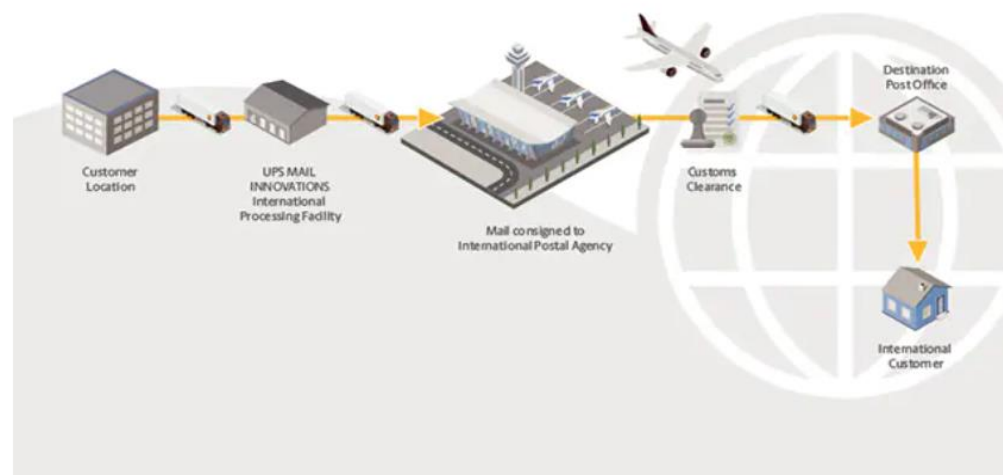 Customer
Location
UPS MAIL
INNOVATIONS
International
Processing Facility
Mail consigned to
International Postal Agency
Customs
Clearance
Destination
Post Office
International
Customer